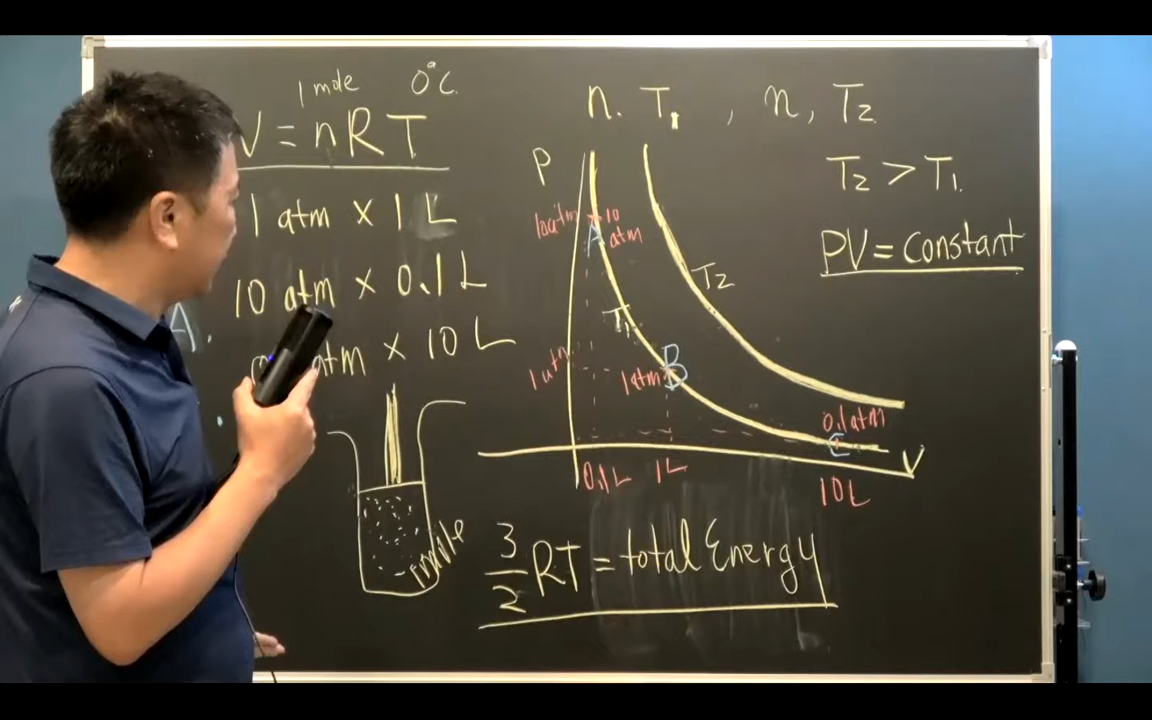 1 mole 0°C.
V = nRT
1 atm × 1 L
10 atm × 0.1 L
atm × 10 L
A.
1 mole
n. T1 , n, T2
T2 > T1.
PV = Constant
P
10 atm
10 atm
A
T1
T2
1 atm
1 atm
B
0.1 atm
C
V
0.1 L 1 L 10 L
3/2 RT = total Energy